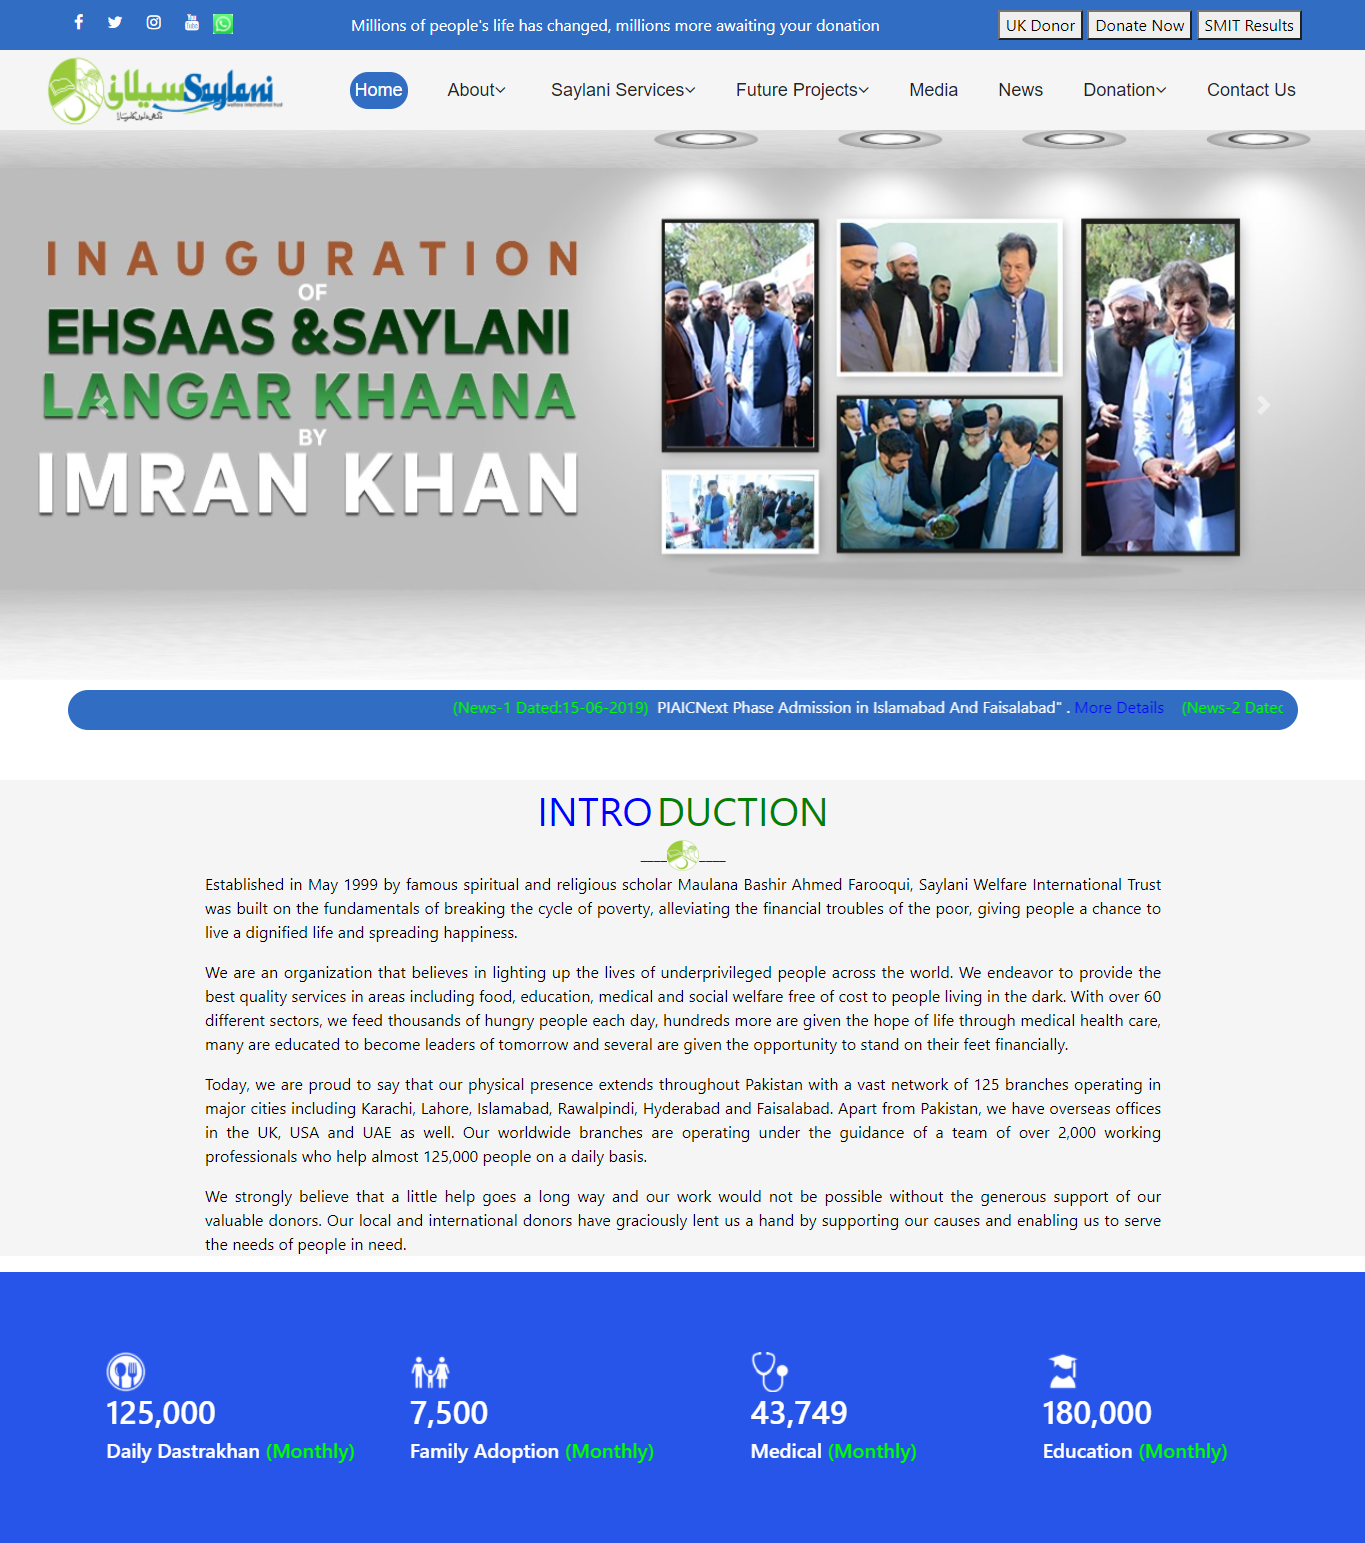 Millions of people's life has changed, millions more awaiting your donation
UK Donor
Donate Now
SMIT Results
سیلانی Saylani
welfare international trust
Home
About
Saylani Services
Future Projects
Media
News
Donation
Contact Us
INAUGURATION
OF
EHSAAS &SAYLANI
LANGAR KHAANA
BY
IMRAN KHAN
(News-1 Dated:15-06-2019) PIAICNext Phase Admission in Islamabad And Faisalabad" . More Details (News-2 Dated
INTRODUCTION
Established in May 1999 by famous spiritual and religious scholar Maulana Bashir Ahmed Farooqui, Saylani Welfare International Trust
was built on the fundamentals of breaking the cycle of poverty, alleviating the financial troubles of the poor, giving people a chance to
live a dignified life and spreading happiness.
We are an organization that believes in lighting up the lives of underprivileged people across the world. We endeavor to provide the
best quality services in areas including food, education, medical and social welfare free of cost to people living in the dark. With over 60
different sectors, we feed thousands of hungry people each day, hundreds more are given the hope of life through medical health care,
many are educated to become leaders of tomorrow and several are given the opportunity to stand on their feet financially.
Today, we are proud to say that our physical presence extends throughout Pakistan with a vast network of 125 branches operating in
major cities including Karachi, Lahore, Islamabad, Rawalpindi, Hyderabad and Faisalabad. Apart from Pakistan, we have overseas offices
in the UK, USA and UAE as well. Our worldwide branches are operating under the guidance of a team of over 2,000 working
professionals who help almost 125,000 people on a daily basis.
We strongly believe that a little help goes a long way and our work would not be possible without the generous support of our
valuable donors. Our local and international donors have graciously lent us a hand by supporting our causes and enabling us to serve
the needs of people in need.
125,000
Daily Dastrakhan (Monthly)
7,500
Family Adoption (Monthly)
43,749
Medical (Monthly)
180,000
Education (Monthly)